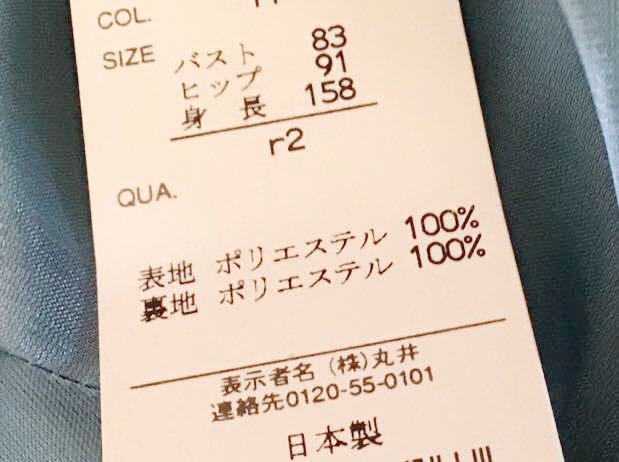 COL.
SIZE バスト 83
ヒップ 91
身長 158
r2
QUA.
表地 ポリエステル 100%
裏地 ポリエステル 100%
表示者名 (株)丸井
連絡先0120-55-0101
日本製